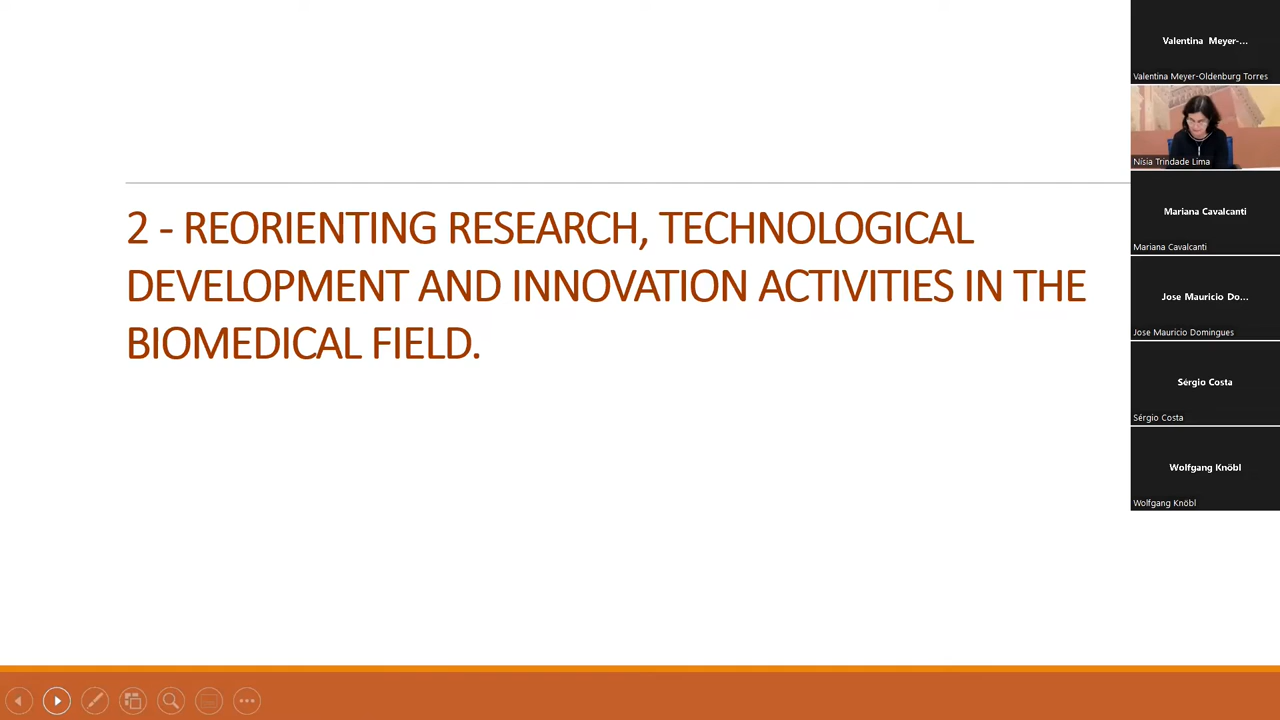 2 - REORIENTING RESEARCH, TECHNOLOGICAL
DEVELOPMENT AND INNOVATION ACTIVITIES IN THE
BIOMEDICAL FIELD.
Valentina Meyer-...
Valentina Meyer-Oldenburg Torres
Nísia Trindade Lima
Mariana Cavalcanti
Mariana Cavalcanti
Jose Mauricio Do...
Jose Mauricio Domingues
Sérgio Costa
Sérgio Costa
Wolfgang Knöbl
Wolfgang Knöbl